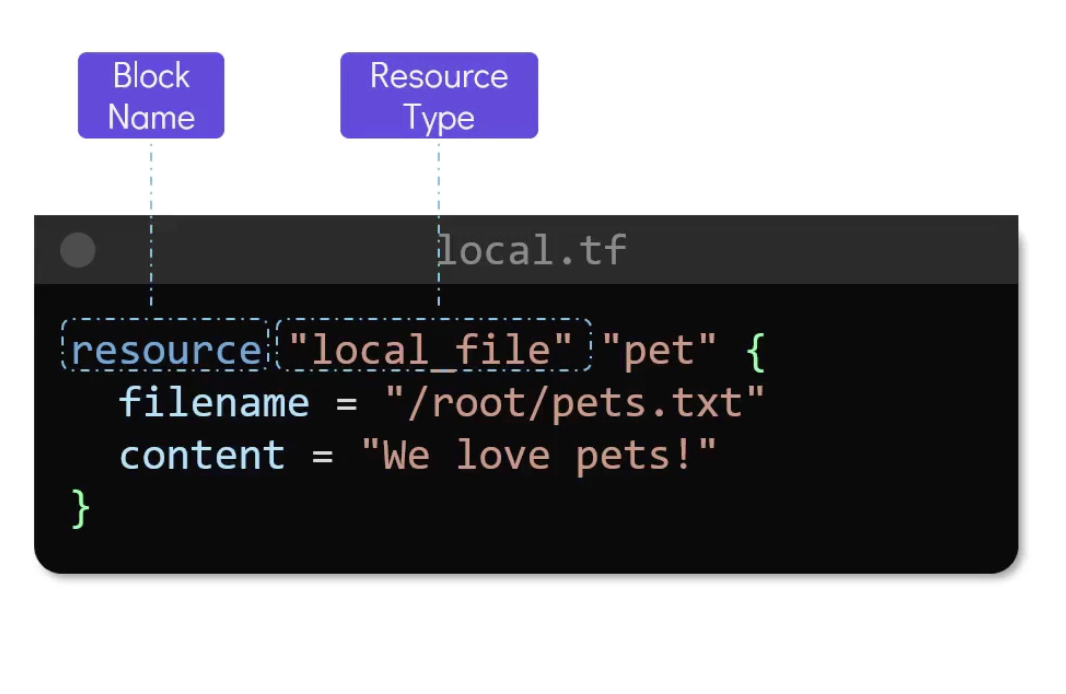 Block
Name
Resource
Type
local.tf
resource "local_file" "pet" {
  filename = "/root/pets.txt"
  content = "We love pets!"
}